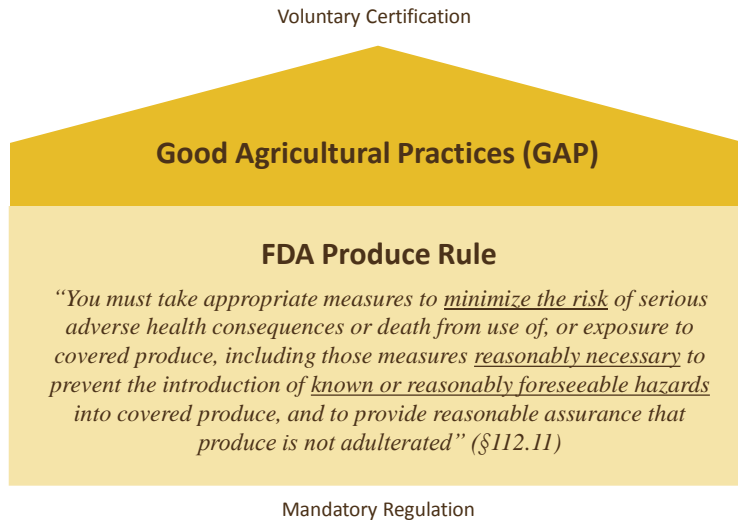 Voluntary Certification
Good Agricultural Practices (GAP)
FDA Produce Rule
“You must take appropriate measures to minimize the risk of serious
adverse health consequences or death from use of, or exposure to
covered produce, including those measures reasonably necessary to
prevent the introduction of known or reasonably foreseeable hazards
into covered produce, and to provide reasonable assurance that
produce is not adulterated” (§112.11)
Mandatory Regulation